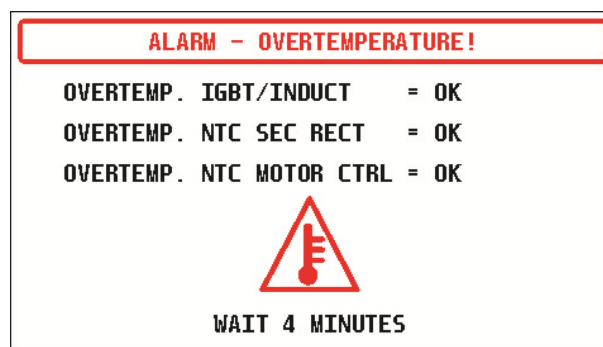 ALARM - OVERTEMPERATURE!
OVERTEMP. IGBT/INDUCT = OK
OVERTEMP. NTC SEC RECT = OK
OVERTEMP. NTC MOTOR CTRL = OK
WAIT 4 MINUTES